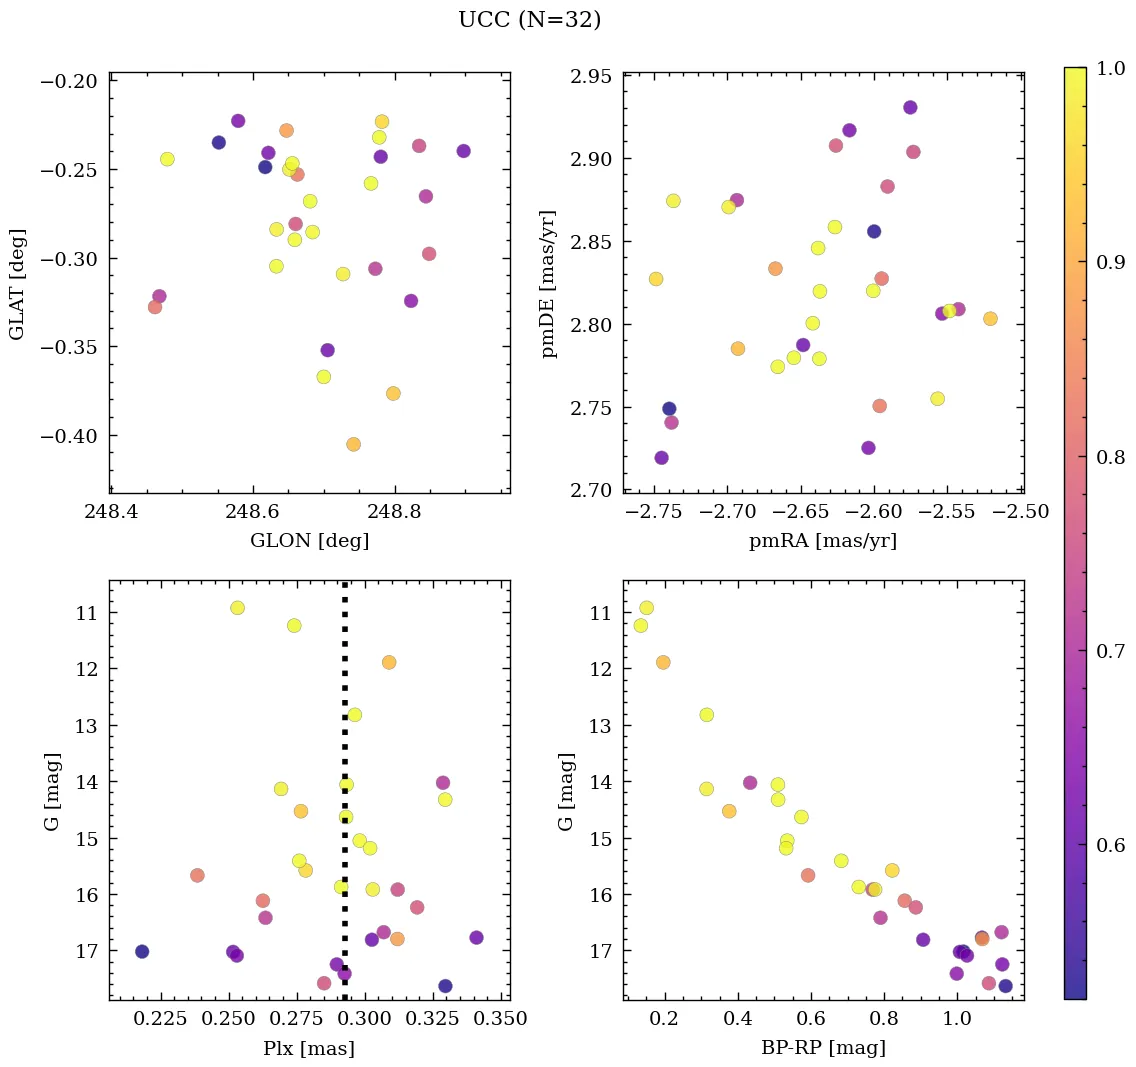 UCC (N=32)
−0.20
−0.25
−0.30
−0.35
−0.40
GLAT [deg]
248.4 248.6 248.8
GLON [deg]
2.95
2.90
2.85
2.80
2.75
2.70
pmDE [mas/yr]
−2.75 −2.70 −2.65 −2.60 −2.55 −2.50
pmRA [mas/yr]
11
12
13
14
15
16
17
G [mag]
0.225 0.250 0.275 0.300 0.325 0.350
Plx [mas]
11
12
13
14
15
16
17
G [mag]
0.2 0.4 0.6 0.8 1.0
BP-RP [mag]
1.0
0.9
0.8
0.7
0.6